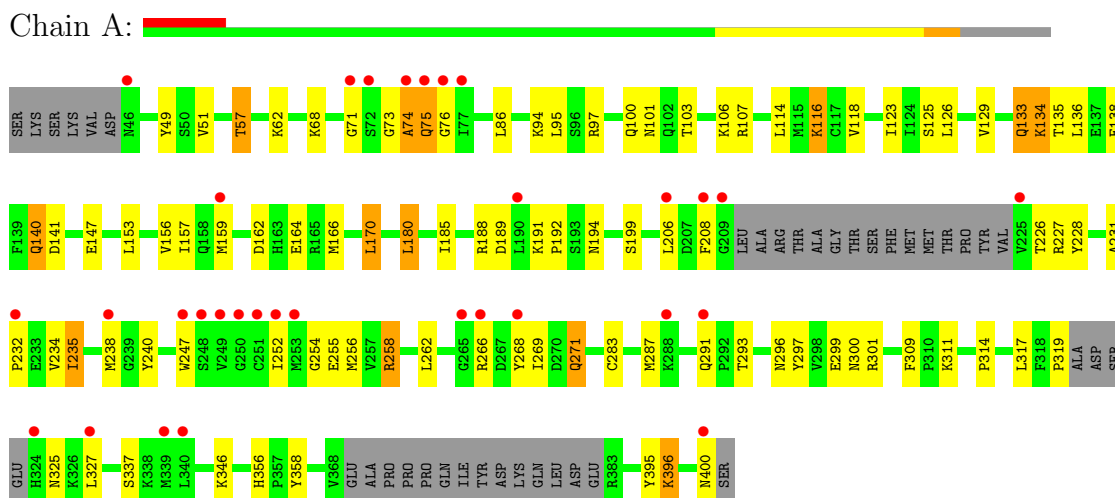 Chain A:
SER LYS SER LYS VAL ASP N46 Y49 S50 V51 T57 K62 K68 G71 S72 G73 A74 Q75 G76 I77 L86 K94 L95 S96 R97 Q100 N101 Q102 T103 K106 R107 L114 M115 K116 C117 V118 I123 I124 S125 L126 V129 Q133 K134 T135 L136 E137
F139 Q140 D141 E147 L153 V156 I157 Q158 M159 D162 H163 E164 R165 M166 L170 L180 I185 R188 D189 L190 K191 P192 S193 N194 S199 L206 D207 F208 G209 LEU ALA ARG THR ALA GLY THR SER PHE MET MET THR PRO TYR VAL V225 T226 R227 Y228 A231
P232 E233 V234 I235 M238 G239 Y240 W247 S248 V249 G250 C251 I252 M253 G254 E255 M256 V257 R258 L262 G265 R266 D267 Y268 I269 D270 Q271 C283 M287 K288 Q291 P292 T293 N296 Y297 V298 E299 N300 R301 F309 P310 K311 P314 L317 F318 P319 ALA ASP SER
GLU H324 N325 K326 L327 S337 K338 M339 L340 K346 H356 P357 Y358 V368 GLU ALA PRO PRO PRO GLN ILE TYR ASP LYS GLN LEU ASP GLU R383 Y395 K396 N400 SER